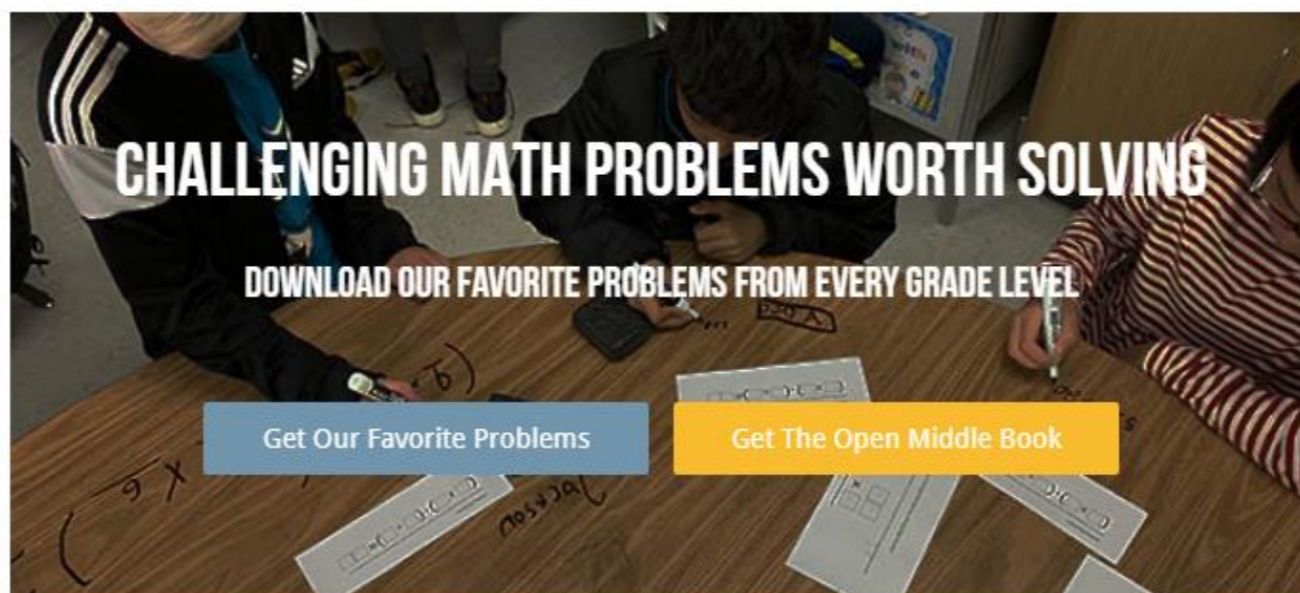 CHALLENGING MATH PROBLEMS WORTH SOLVING
DOWNLOAD OUR FAVORITE PROBLEMS FROM EVERY GRADE LEVEL
Get Our Favorite Problems
Get The Open Middle Book
Jackson